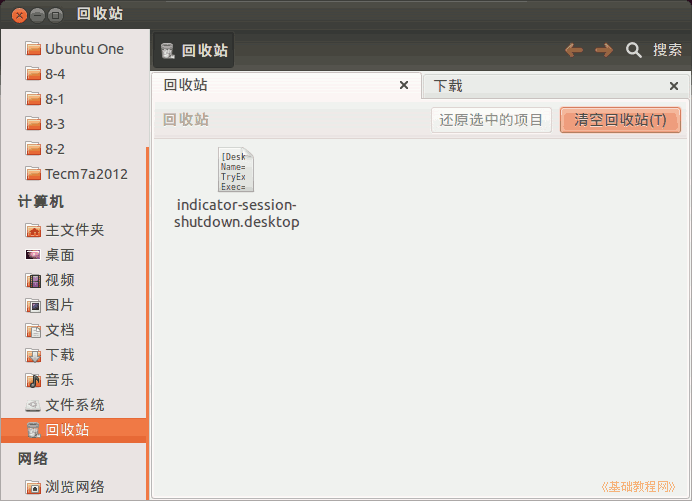 回收站
Ubuntu One
8-4
8-1
8-3
8-2
Tecm7a2012
计算机
主文件夹
桌面
视频
图片
文档
下载
音乐
文件系统
回收站
网络
浏览网络
回收站
搜索
回收站
下载
回收站
还原选中的项目
清空回收站(T)
[Desk
Name=
TryEx
Exec=
indicator-session-
shutdown.desktop
《基础教程网》